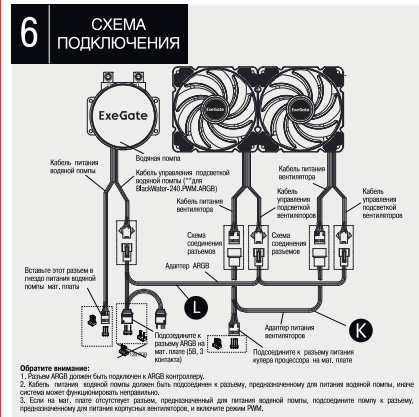 6
СХЕМА
ПОДКЛЮЧЕНИЯ
ExeGate
ExeGate
ExeGate
Кабель питания
водяной помпы
Водяная помпа
Кабель управления подсветкой
водяной помпы (**для
BlackWater-240.PWM.ARGB)
Кабель питания
вентилятора
Кабель питания
вентилятора
Кабель
управления
подсветкой
вентиляторов
Кабель
управления
подсветкой
вентиляторов
Схема
соединения
разъемов
Схема
соединения
разъемов
Адаптер ARGB
Вставьте этот разъем в
гнездо питания водяной
помпы мат. платы
L
K
Подсоедините к
разъему ARGB на
мат. плате (5В, 3
контакта)
Адаптер питания
вентиляторов
Подсоедините к разъему питания
кулера процессора на мат. плате
Обратите внимание:
1. Разъем ARGB должен быть подключен к ARGB контроллеру.
2. Кабель питания водяной помпы должен быть подсоединен к разъему, предназначенному для питания водяной помпы, иначе
система может функционировать неправильно.
3. Если на мат. плате отсутствует разъем, предназначенный для питания водяной помпы, подсоедините помпу к разъему,
предназначенному для питания корпусных вентиляторов, и включите режим PWM.